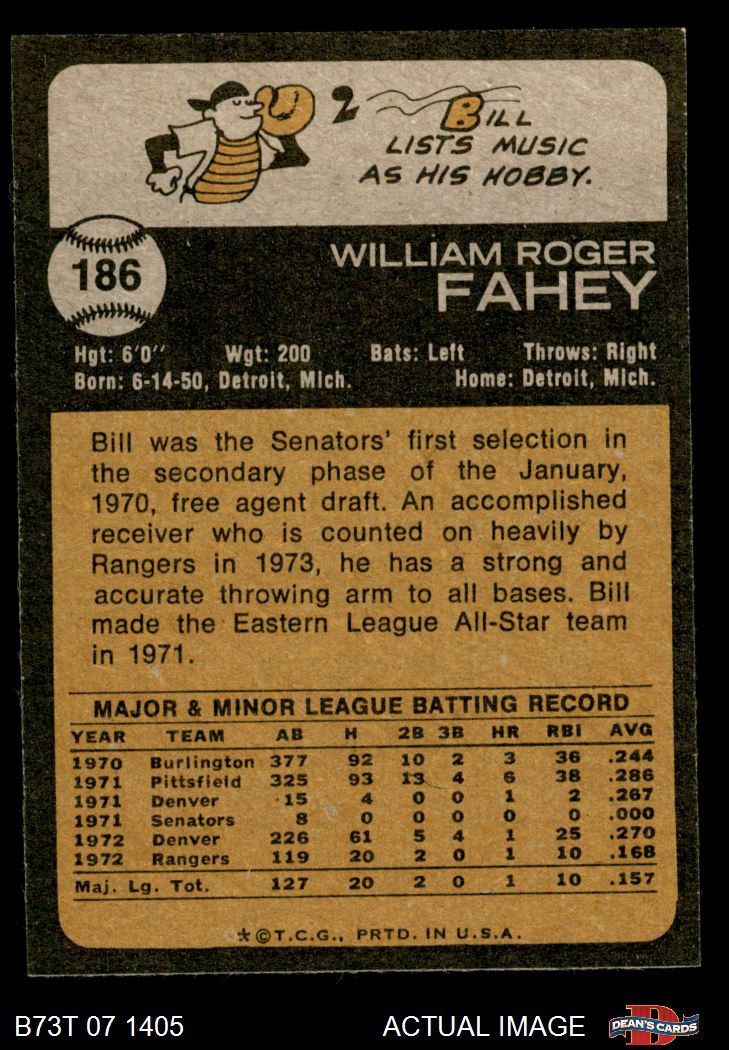 Bill
LISTS MUSIC
AS HIS HOBBY.
186
WILLIAM ROGER
FAHEY
Hgt: 6'0" Wgt: 200 Bats: Left Throws: Right
Born: 6-14-50, Detroit, Mich. Home: Detroit, Mich.
Bill was the Senators' first selection in
the secondary phase of the January,
1970, free agent draft. An accomplished
receiver who is counted on heavily by
Rangers in 1973, he has a strong and
accurate throwing arm to all bases. Bill
made the Eastern League All-Star team
in 1971.
MAJOR & MINOR LEAGUE BATTING RECORD
YEAR TEAM AB H 2B 3B HR RBI AVG
1970 Burlington 377 92 10 2 3 36 .244
1971 Pittsfield 325 93 13 4 6 38 .286
1971 Denver 15 4 0 0 1 2 .267
1971 Senators 8 0 0 0 0 0 .000
1972 Denver 226 61 5 4 1 25 .270
1972 Rangers 119 20 2 0 1 10 .168
Maj. Lg. Tot. 127 20 2 0 1 10 .157
*©T.C.G., PRTD. IN U.S.A.
B73T 07 1405 ACTUAL IMAGE DEAN'S CARDS